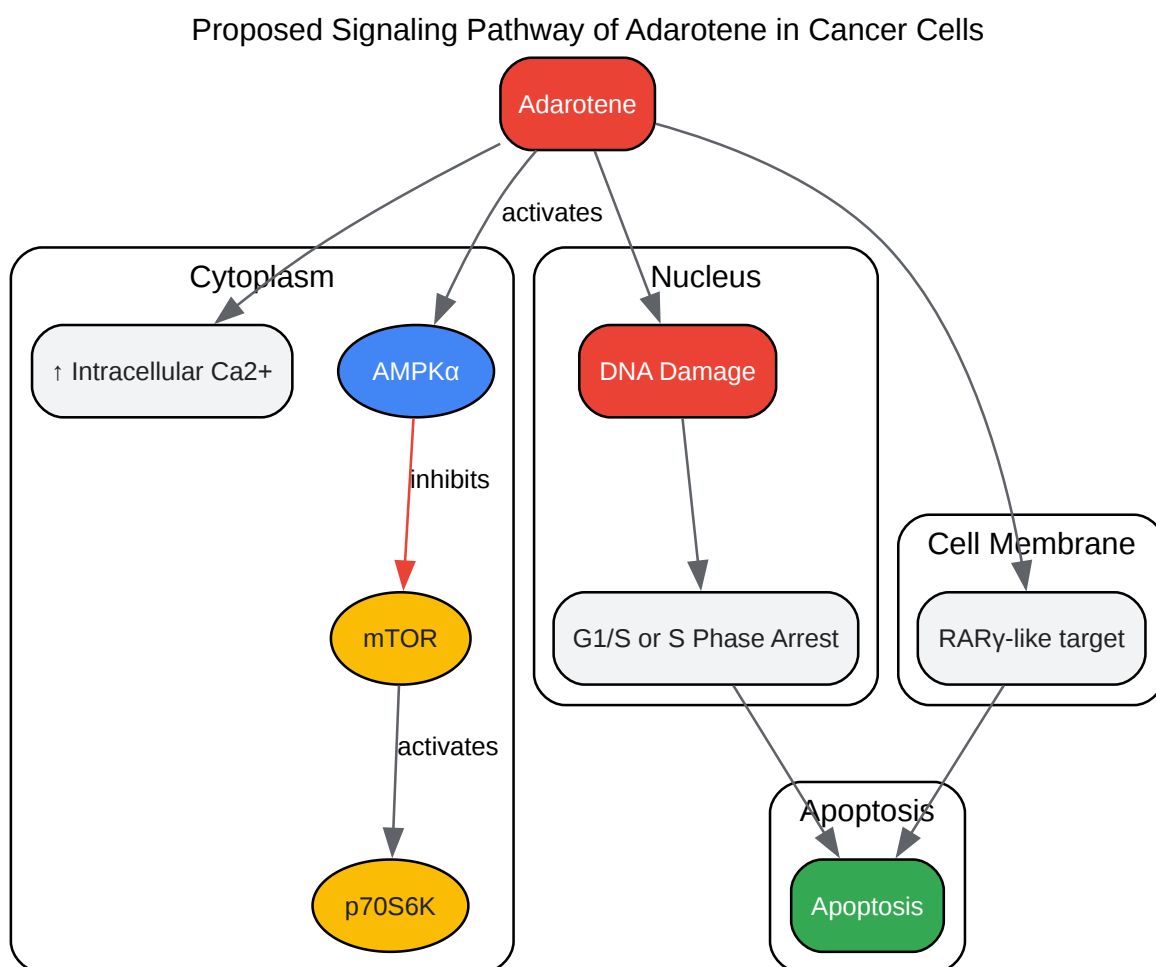 Proposed Signaling Pathway of Adarotene in Cancer Cells
Adarotene
activates
Cytoplasm
Nucleus
↑ Intracellular Ca2+
AMPKα
DNA Damage
inhibits
Cell Membrane
mTOR
G1/S or S Phase Arrest
RARγ-like target
activates
Apoptosis
p70S6K
Apoptosis